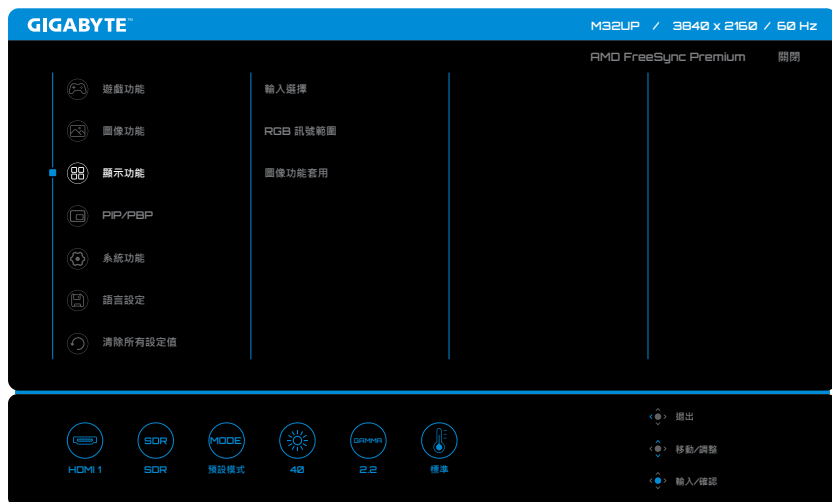 GIGABYTE™
M32UP / 3840 x 2160 / 60 Hz
AMD FreeSync Premium 關閉
遊戲功能
圖像功能
顯示功能
PIP/PBP
系統功能
語言設定
清除所有設定值
輸入選擇
RGB 訊號範圍
圖像功能套用
HDMI 1
SDR
SDR
MODE
預設模式
40
GAMMA
2.2
標準
退出
移動/調整
輸入/確認